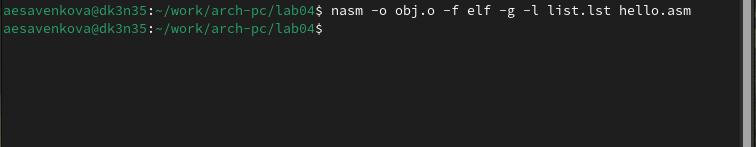 aesavenkova@dk3n35:~/work/arch-pc/lab04$ nasm -o obj.o -f elf -g -l list.lst hello.asm
aesavenkova@dk3n35:~/work/arch-pc/lab04$